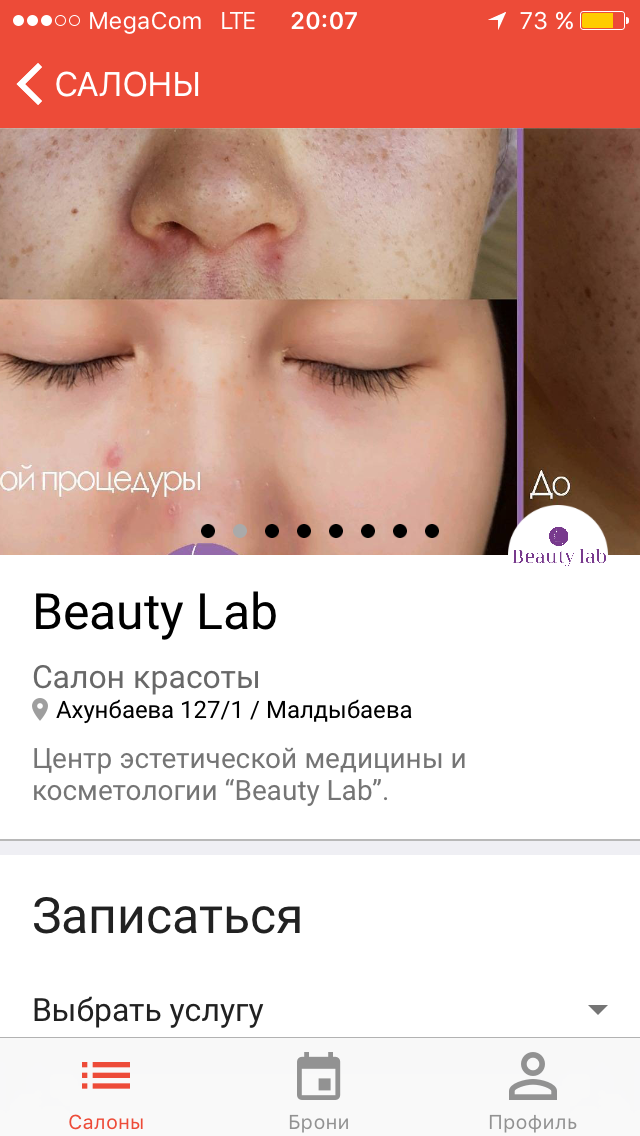 MegaCom LTE 20:07 73 %
САЛОНЫ
ой процедуры
До
Beauty lab
Beauty Lab
Салон красоты
Ахунбаева 127/1 / Малдыбаева
Центр эстетической медицины и
косметологии “Beauty Lab”.
Записаться
Выбрать услугу
Салоны
Брони
Профиль